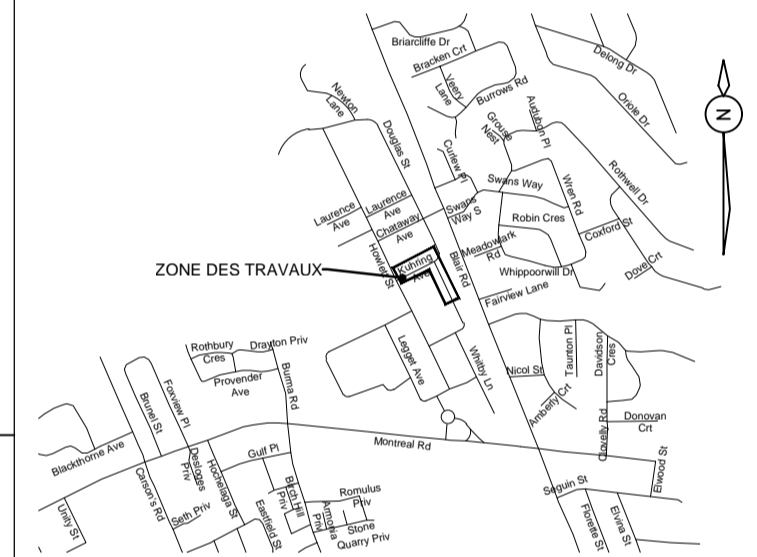 Briarcliffe Dr
Bracken Crt
Delong Dr
Veery
Lane
Burrows Rd
Oriole Dr
Newton
Lane
Audubon Pl
Grouse
Nest
Douglas St
Curlew Pl
Rothwell Dr
Swans Way
Wren Rd
Laurence
Ave
Laurence
Ave
Swans
Way S
Robin Cres
Chataway
Ave
Coxford St
Howlet St
Blair Rd
Meadowlark
Rd
Dove Crt
ZONE DES TRAVAUX
Kuhring
Ave
Whippoorwill Dr
Fairview Lane
N
Rothbury
Cres
Drayton Priv
Legget Ave
Whitby Ln
Taunton Pl
Davidson
Cres
Nicol St
Provender
Ave
Burma Rd
Foxview Pl
Brunel St
Amberly Crt
Clovelly Rd
Donovan
Crt
Montreal Rd
Blackthorne Ave
Desloges
Priv
Gulf Pl
Elwood St
Carson's Rd
Hochelaga St
Birch Hill
Priv
Seguin St
Romulus
Priv
Unity St
Seth Priv
Eastfield St
Armonia
Priv
Stone
Quarry Priv
Florette St
Elvina St